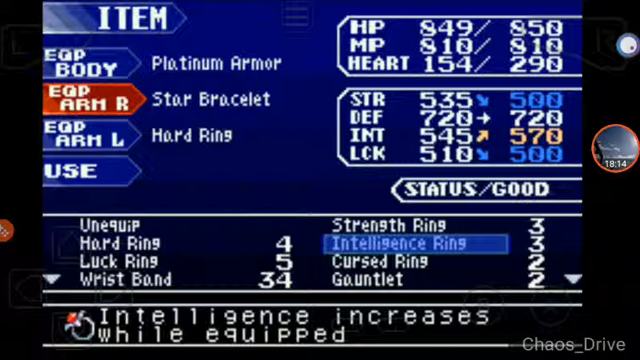 ITEM
HP 849/ 850
MP 810/ 810
HEART 154/ 290
EQP BODY Platinum Armor
EQP ARM R Star Bracelet
EQP ARM L Hard Ring
USE
STR 535 500
DEF 720 720
INT 545 570
LCK 510 500
STATUS/GOOD
18:14
Unequip
Strength Ring 3
Hard Ring 4
Intelligence Ring 3
Luck Ring 5
Cursed Ring 2
Wrist Band 34
Gauntlet 2
Intelligence increases
while equipped
Chaos_Drive